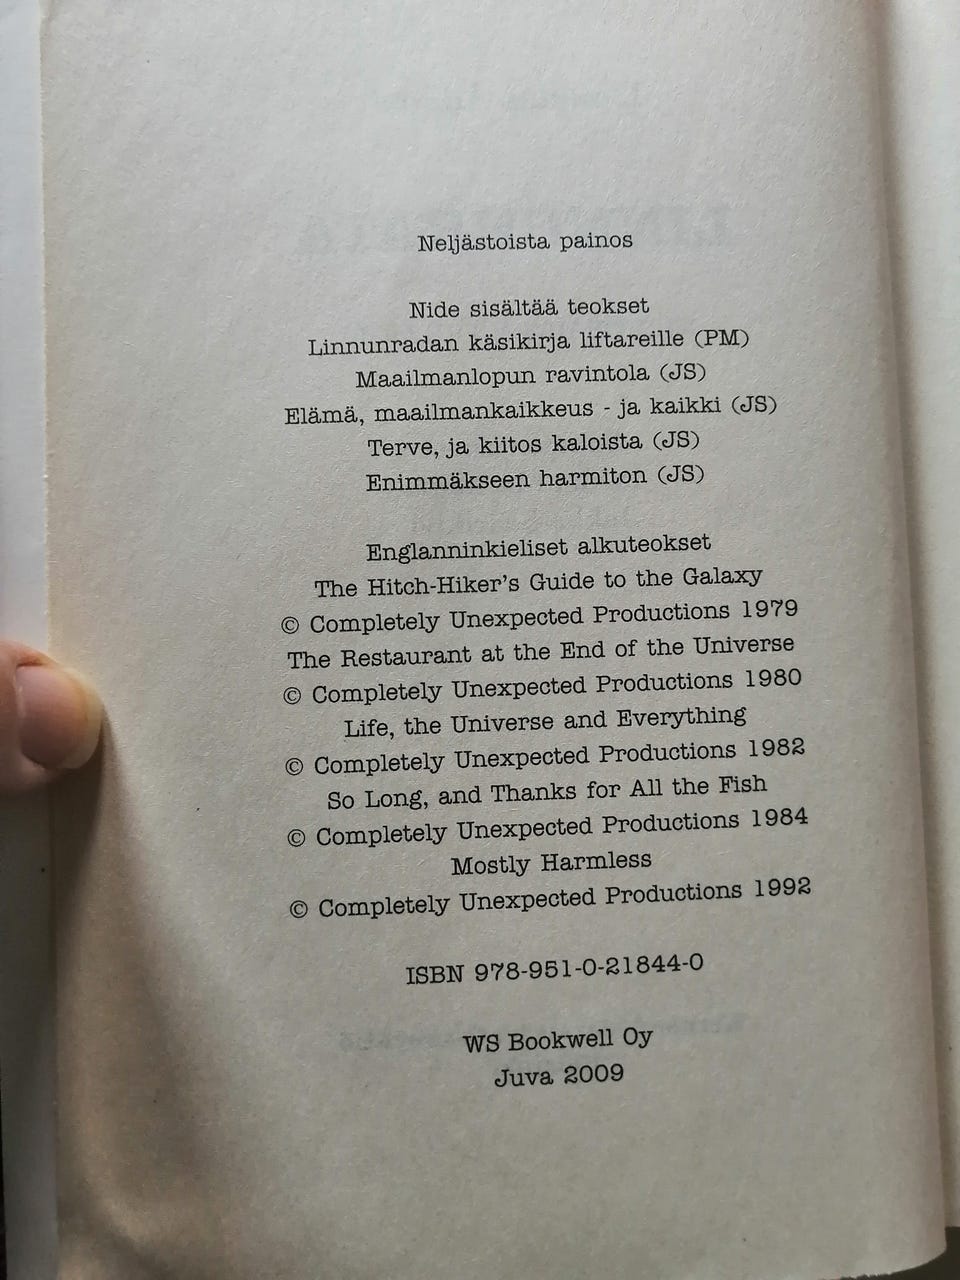 Neljästoista painos
Nide sisältää teokset
Linnunradan käsikirja liftareille (PM)
Maailmanlopun ravintola (JS)
Elämä, maailmankaikkeus - ja kaikki (JS)
Terve, ja kiitos kaloista (JS)
Enimmäkseen harmiton (JS)
Englanninkieliset alkuteokset
The Hitch-Hiker's Guide to the Galaxy
© Completely Unexpected Productions 1979
The Restaurant at the End of the Universe
© Completely Unexpected Productions 1980
Life, the Universe and Everything
© Completely Unexpected Productions 1982
So Long, and Thanks for All the Fish
© Completely Unexpected Productions 1984
Mostly Harmless
© Completely Unexpected Productions 1992
ISBN 978-951-0-21844-0
WS Bookwell Oy
Juva 2009